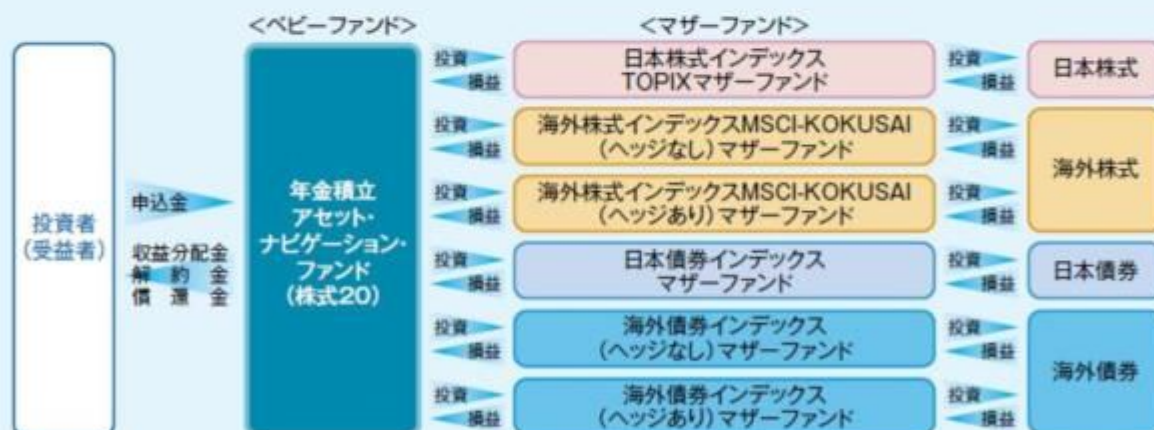 <ベビーファンド>
<マザーファンド>
投資者
(受益者)
申込金
収益分配金
解約金
償還金
年金積立
アセット・
ナビゲーション・
ファンド
(株式20)
投資
損益
日本株式インデックス
TOPIXマザーファンド
投資
損益
日本株式
投資
損益
海外株式インデックスMSCI-KOKUSAI
(ヘッジなし)マザーファンド
投資
損益
投資
損益
海外株式インデックスMSCI-KOKUSAI
(ヘッジあり)マザーファンド
投資
損益
海外株式
投資
損益
日本債券インデックス
マザーファンド
投資
損益
日本債券
投資
損益
海外債券インデックス
(ヘッジなし)マザーファンド
投資
損益
投資
損益
海外債券インデックス
(ヘッジあり)マザーファンド
投資
損益
海外債券